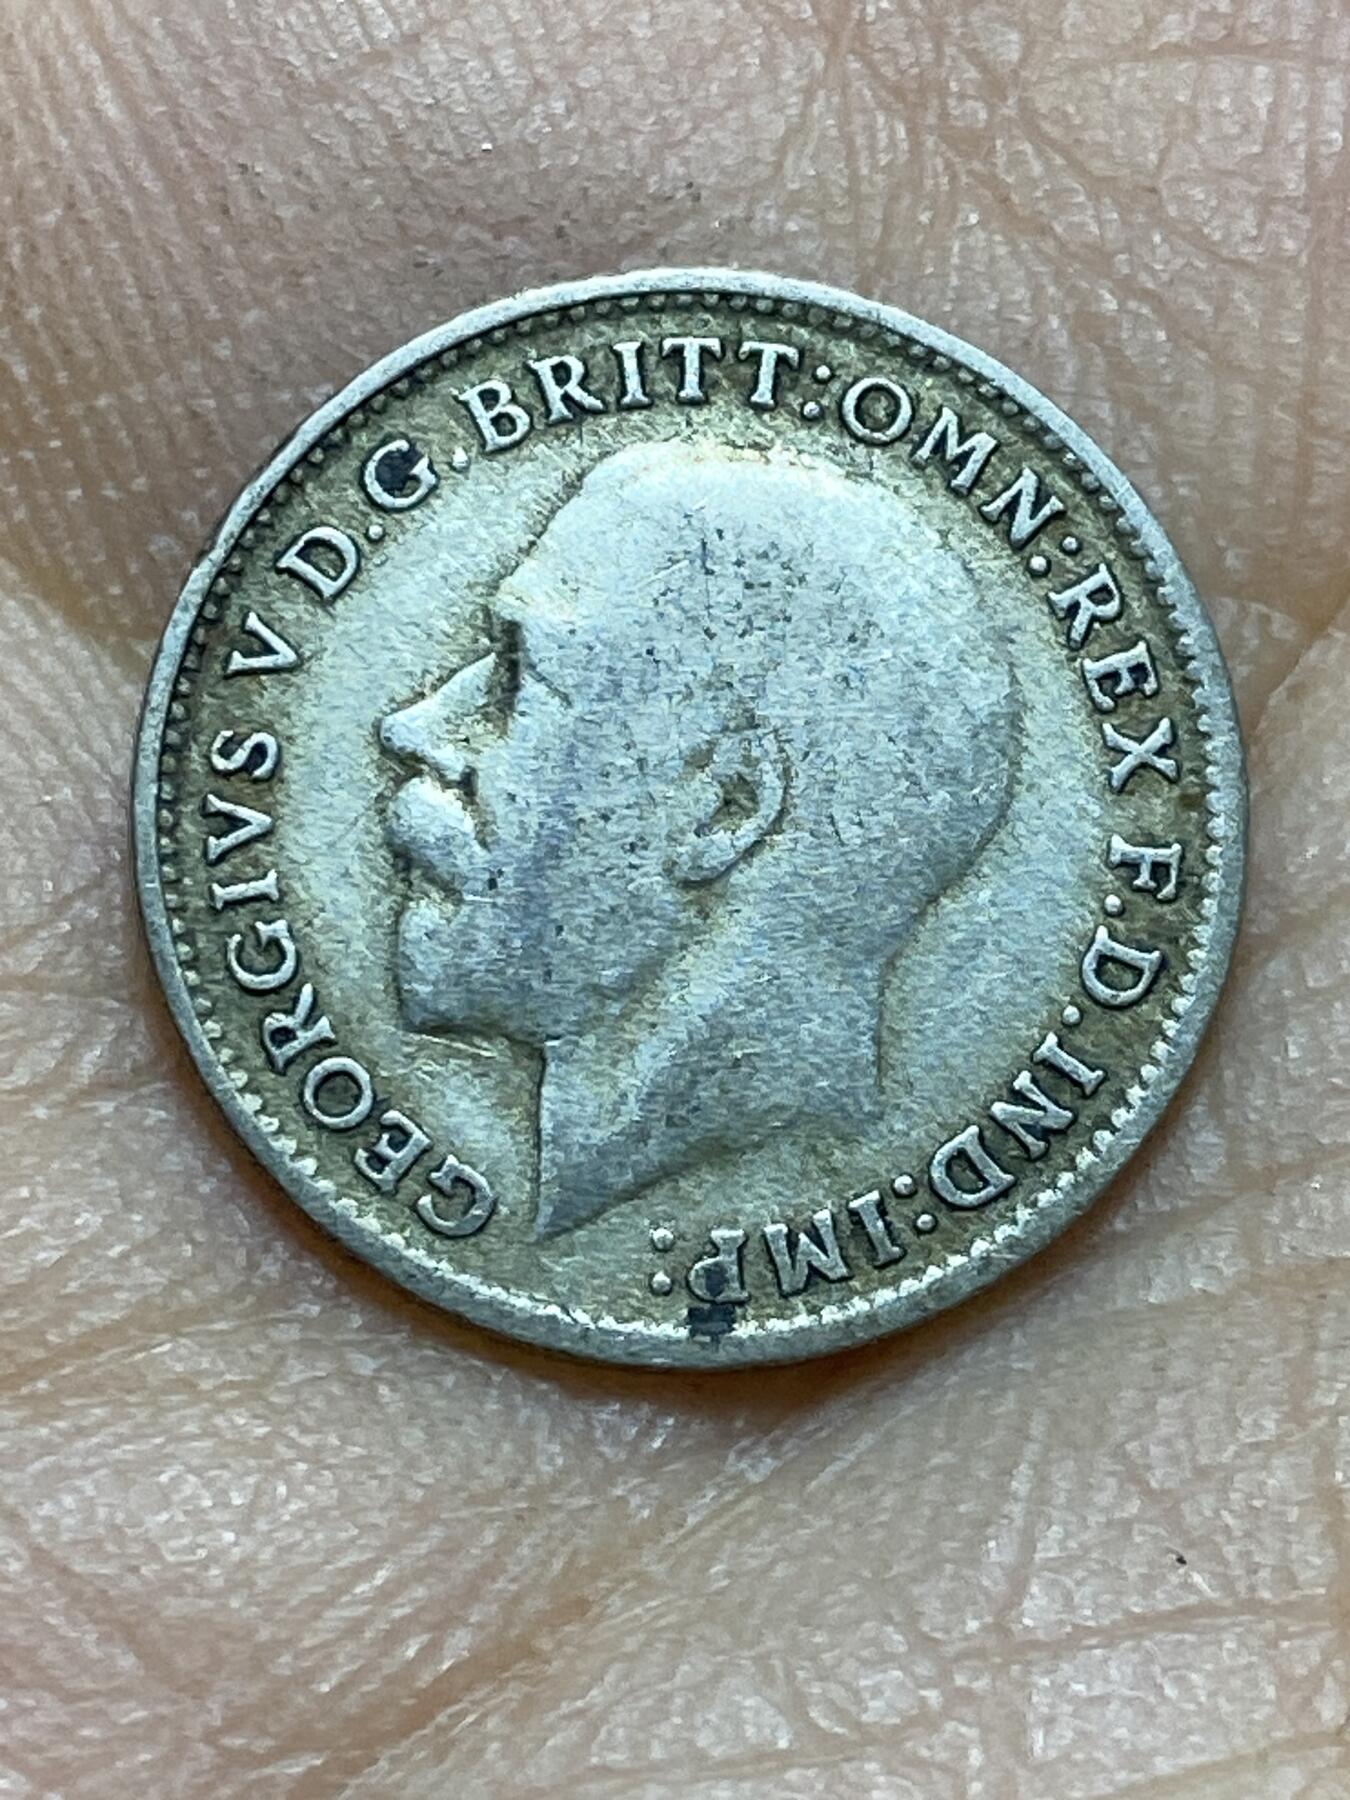 GEORGIVS V D.G. BRITT: OMN: REX F.D. IND: IMP: